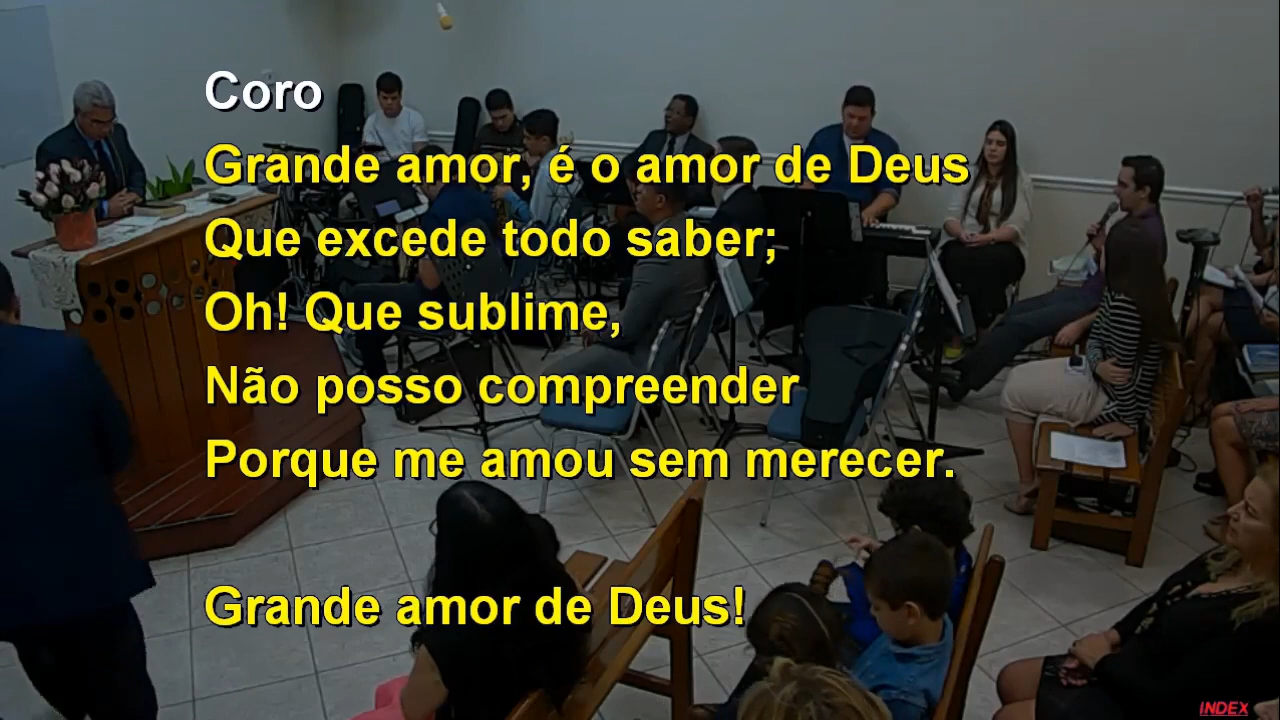 Coro
Grande amor, é o amor de Deus
Que excede todo saber;
Oh! Que sublime,
Não posso compreender
Porque me amou sem merecer.
Grande amor de Deus!
INDEX